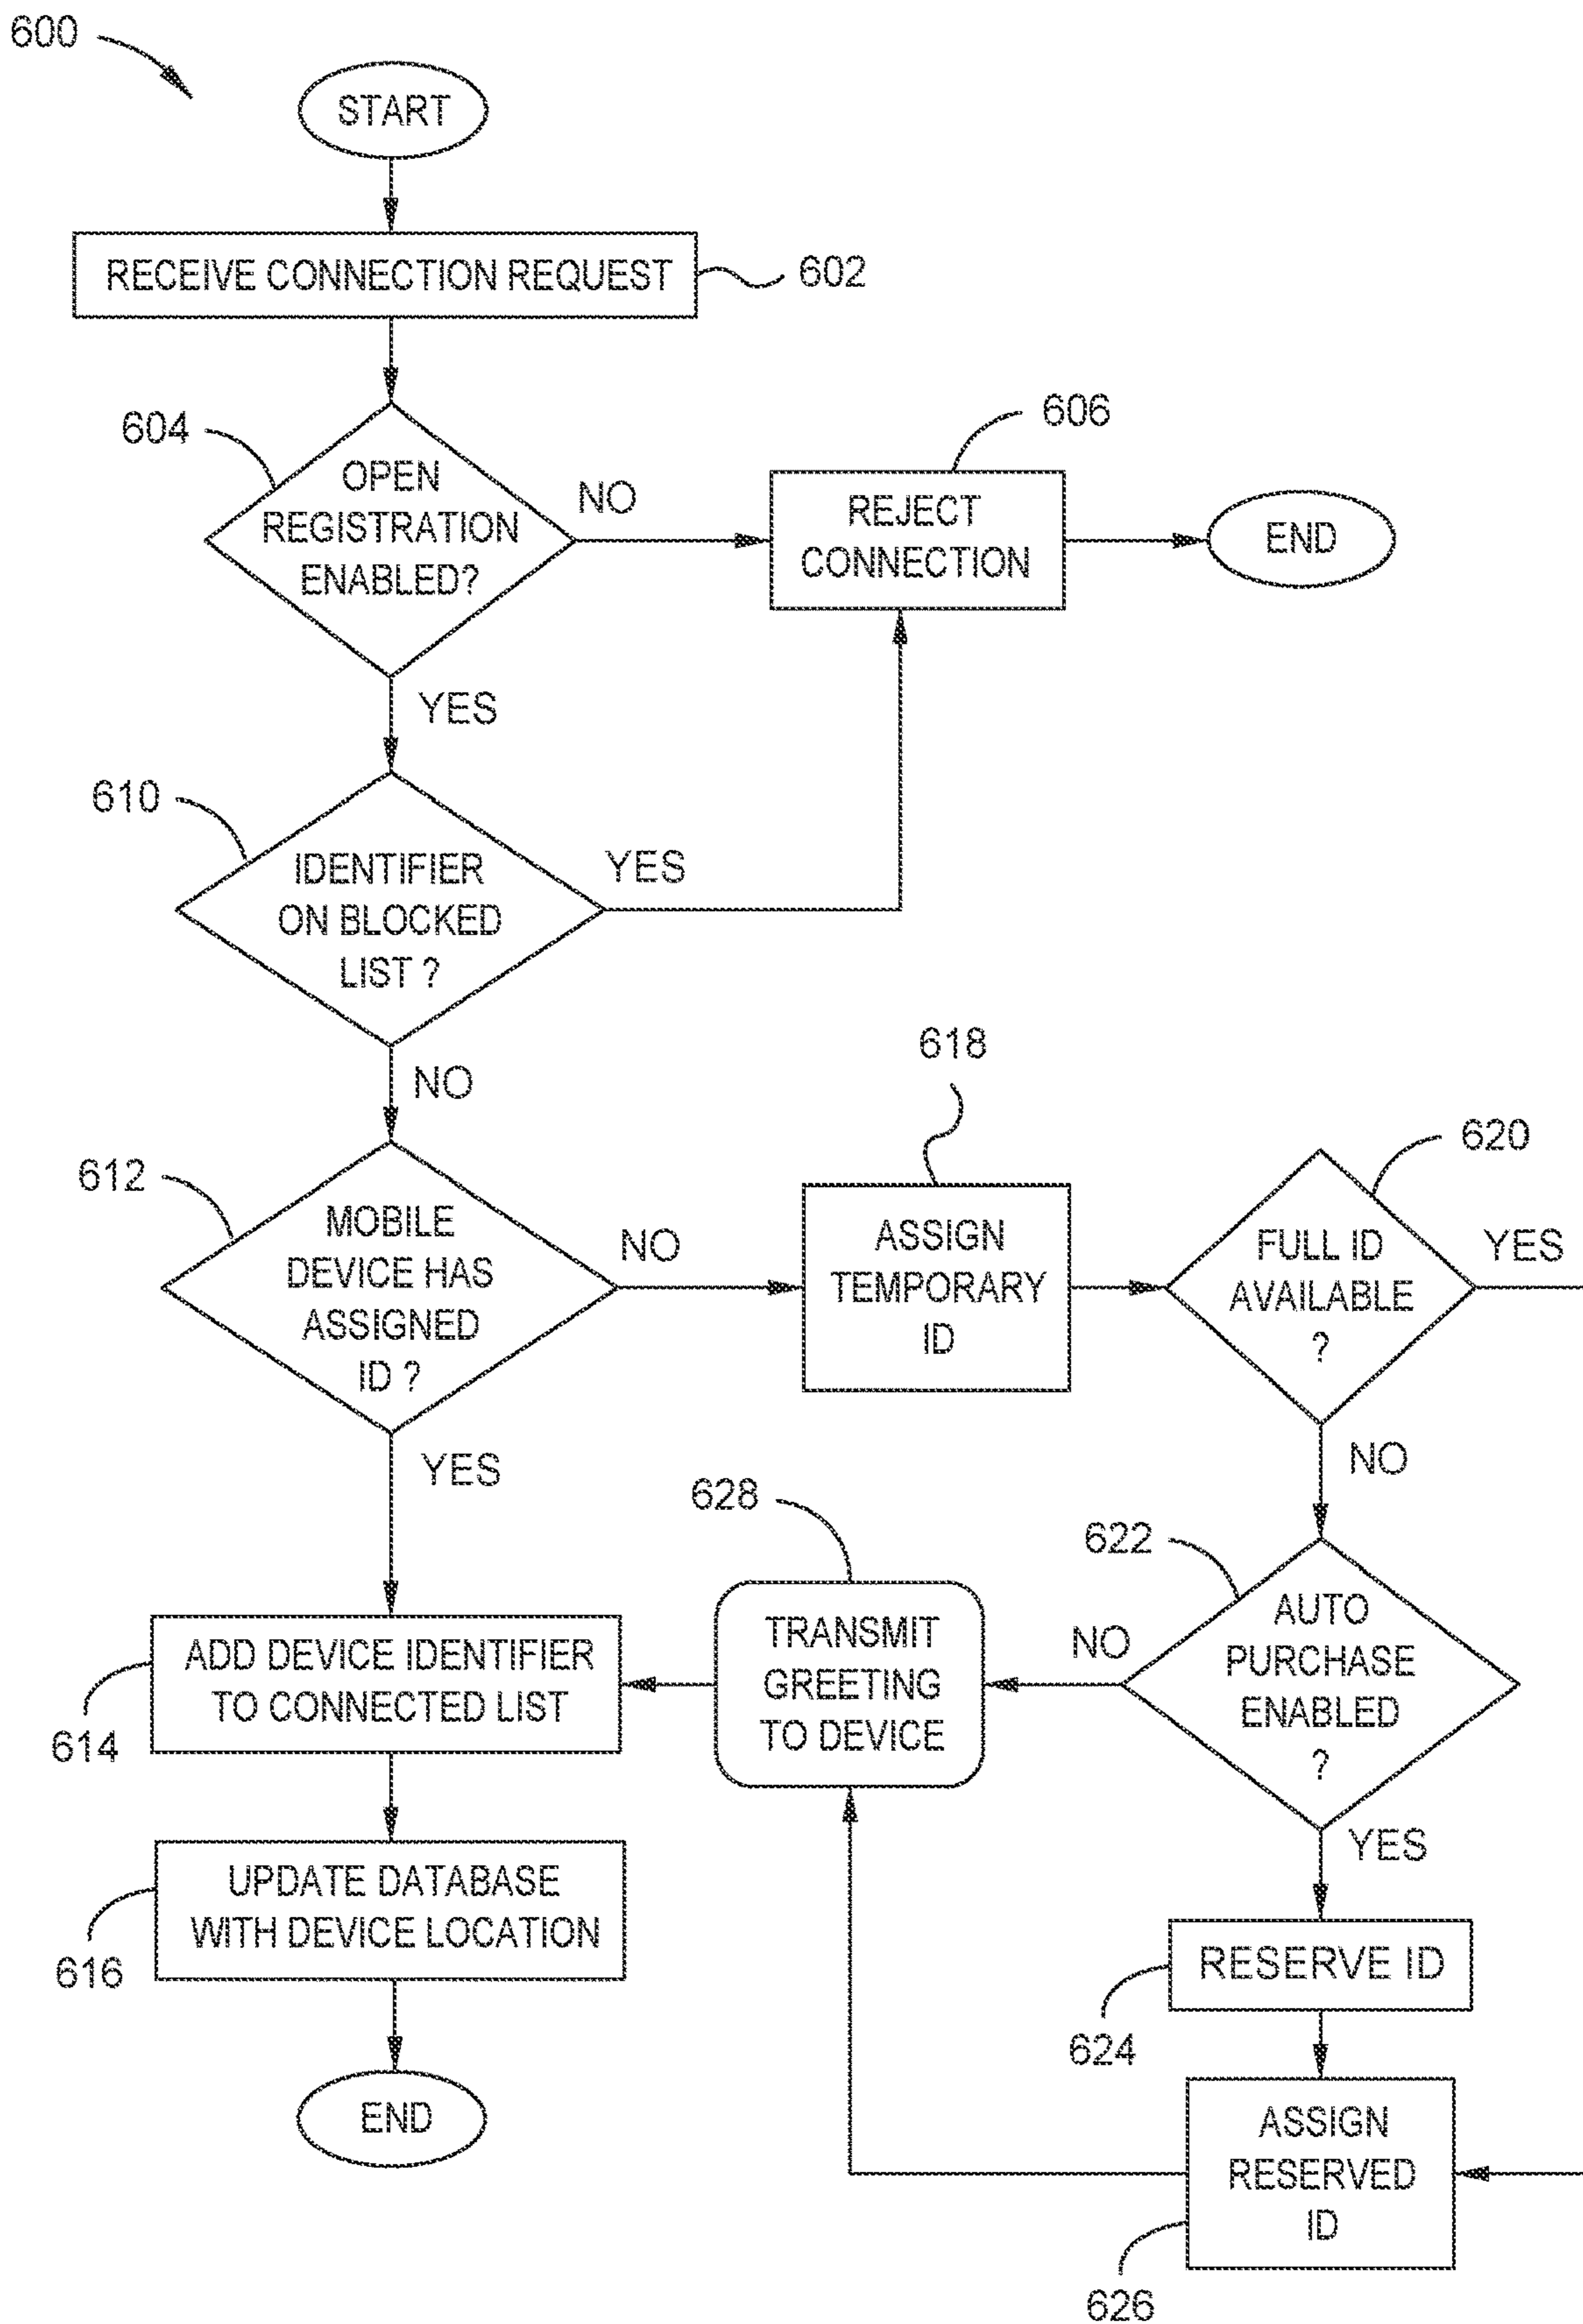 600
START
RECEIVE CONNECTION REQUEST
602
604
OPEN
REGISTRATION
ENABLED?
NO
606
REJECT
CONNECTION
END
YES
610
IDENTIFIER
ON BLOCKED
LIST ?
YES
NO
612
MOBILE
DEVICE HAS
ASSIGNED
ID ?
NO
618
ASSIGN
TEMPORARY
ID
620
FULL ID
AVAILABLE
?
YES
NO
YES
622
AUTO
PURCHASE
ENABLED
?
NO
628
TRANSMIT
GREETING
TO DEVICE
614
ADD DEVICE IDENTIFIER
TO CONNECTED LIST
616
UPDATE DATABASE
WITH DEVICE LOCATION
END
YES
RESERVE ID
624
ASSIGN
RESERVED
ID
626